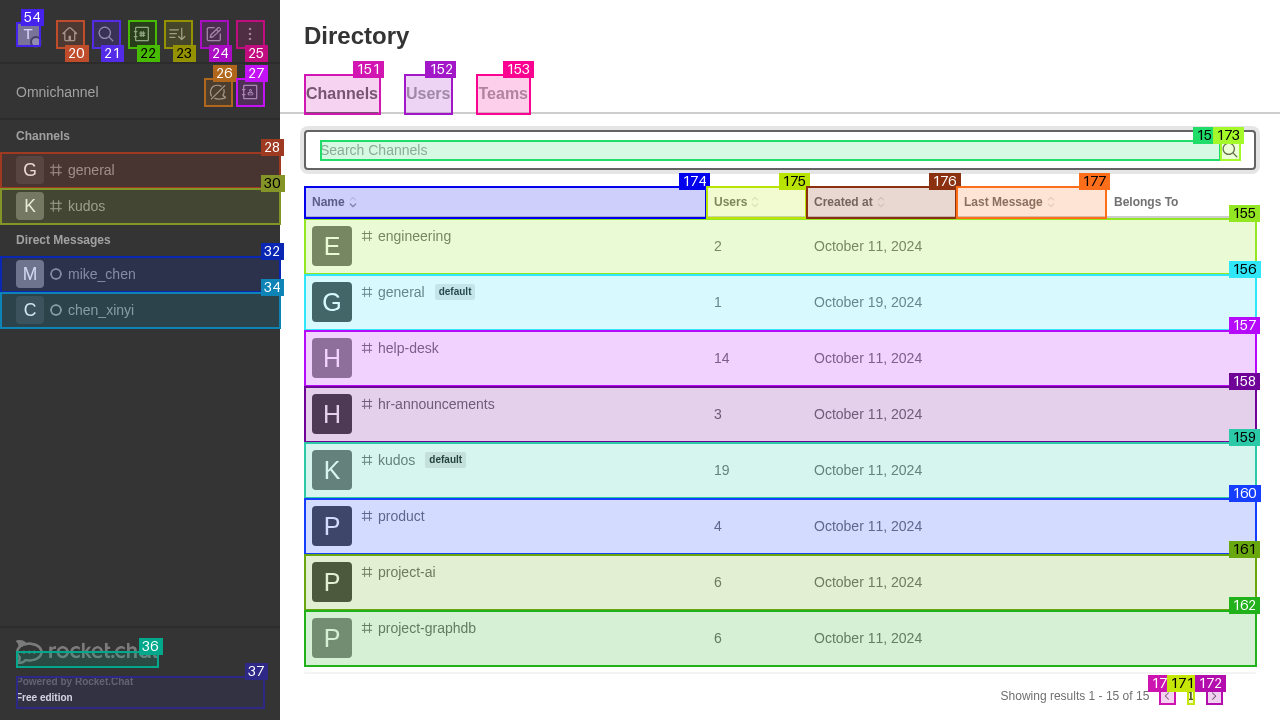 54
T
20
21
22
23
24
25
Omnichannel
26
27
Channels
28
G general
30
K kudos
Direct Messages
32
M mike_chen
34
C chen_xinyi
36
rocket.chat
37
Powered by Rocket.Chat
Free edition
Directory
151
152
153
Channels
Users
Teams
15
173
Search Channels
174
175
176
177
Name
Users
Created at
Last Message
Belongs To
155
E engineering 2 October 11, 2024
156
G general default 1 October 19, 2024
157
H help-desk 14 October 11, 2024
158
H hr-announcements 3 October 11, 2024
159
K kudos default 19 October 11, 2024
160
P product 4 October 11, 2024
161
P project-ai 6 October 11, 2024
162
P project-graphdb 6 October 11, 2024
17
171
172
Showing results 1 - 15 of 15
1